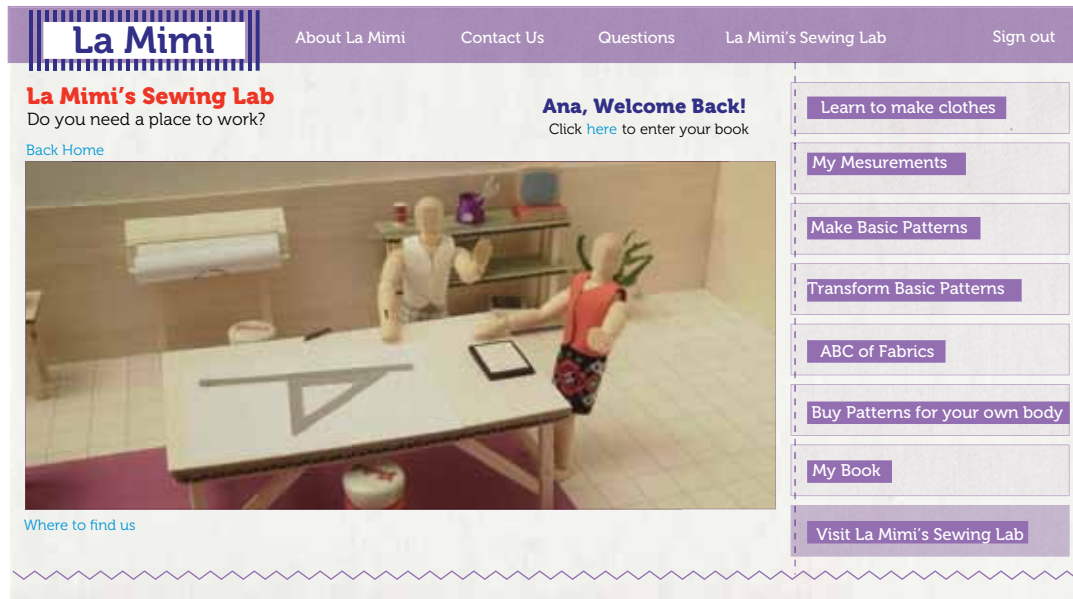 La Mimi
About La Mimi
Contact Us
Questions
La Mimi's Sewing Lab
Sign out
La Mimi's Sewing Lab
Do you need a place to work?
Back Home
Ana, Welcome Back!
Click here to enter your book
Where to find us
Learn to make clothes
My Mesurements
Make Basic Patterns
Transform Basic Patterns
ABC of Fabrics
Buy Patterns for your own body
My Book
Visit La Mimi's Sewing Lab